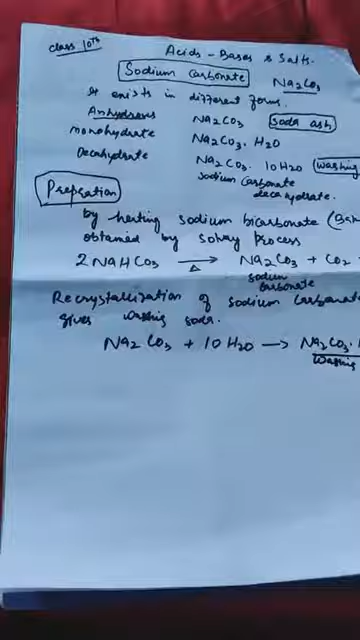 class 10th
Acids - Bases & Salts.
Sodium Carbonate Na2CO3
It exists in different forms.
Anhydrous Na2CO3 Soda ash
monohydrate Na2CO3. H2O
Decahydrate Na2CO3. 10H2O washing
sodium Carbonate
decahydrate.
Prepration
by heating sodium bicarbonate
obtained by solvay process
2NaHCO3 → Δ Na2CO3 + CO2 +
sodium
carbonate
Recrystallization of sodium Carbonate
gives washing soda.
Na2CO3 + 10H2O → Na2CO3.
Washing